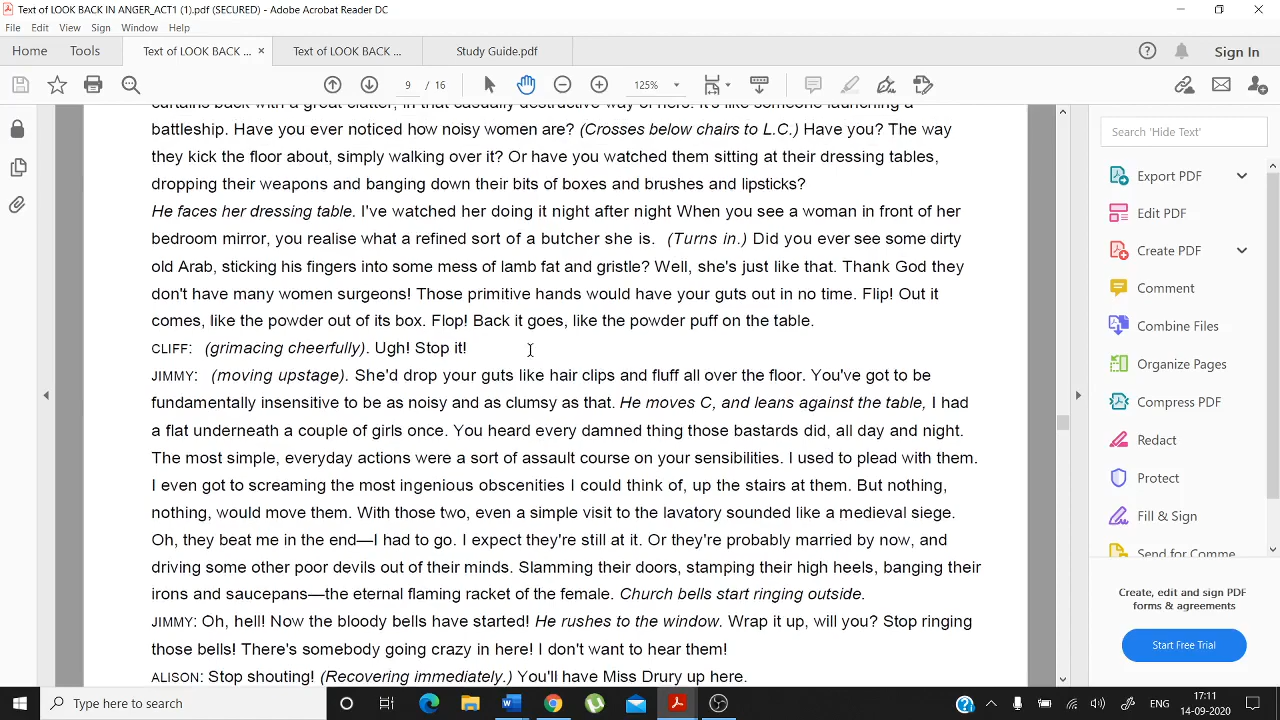 Text of LOOK BACK IN ANGER_ACT1 (1).pdf (SECURED) - Adobe Acrobat Reader DC
File Edit View Sign Window Help
Home Tools Text of LOOK BACK ... × Text of LOOK BACK ... Study Guide.pdf Sign In
9 / 16 125%
curtains back with a great clatter, in that casually destructive way of hers. It's like someone launching a
battleship. Have you ever noticed how noisy women are? (Crosses below chairs to L.C.) Have you? The way
they kick the floor about, simply walking over it? Or have you watched them sitting at their dressing tables,
dropping their weapons and banging down their bits of boxes and brushes and lipsticks?
He faces her dressing table. I've watched her doing it night after night When you see a woman in front of her
bedroom mirror, you realise what a refined sort of a butcher she is. (Turns in.) Did you ever see some dirty
old Arab, sticking his fingers into some mess of lamb fat and gristle? Well, she's just like that. Thank God they
don't have many women surgeons! Those primitive hands would have your guts out in no time. Flip! Out it
comes, like the powder out of its box. Flop! Back it goes, like the powder puff on the table.
CLIFF: (grimacing cheerfully). Ugh! Stop it!
JIMMY: (moving upstage). She'd drop your guts like hair clips and fluff all over the floor. You've got to be
fundamentally insensitive to be as noisy and as clumsy as that. He moves C, and leans against the table, I had
a flat underneath a couple of girls once. You heard every damned thing those bastards did, all day and night.
The most simple, everyday actions were a sort of assault course on your sensibilities. I used to plead with them.
I even got to screaming the most ingenious obscenities I could think of, up the stairs at them. But nothing,
nothing, would move them. With those two, even a simple visit to the lavatory sounded like a medieval siege.
Oh, they beat me in the end—I had to go. I expect they're still at it. Or they're probably married by now, and
driving some other poor devils out of their minds. Slamming their doors, stamping their high heels, banging their
irons and saucepans—the eternal flaming racket of the female. Church bells start ringing outside.
JIMMY: Oh, hell! Now the bloody bells have started! He rushes to the window. Wrap it up, will you? Stop ringing
those bells! There's somebody going crazy in here! I don't want to hear them!
ALISON: Stop shouting! (Recovering immediately.) You'll have Miss Drury up here.
Search 'Hide Text'
Export PDF
Edit PDF
Create PDF
Comment
Combine Files
Organize Pages
Compress PDF
Redact
Protect
Fill & Sign
Send for Comme
Create, edit and sign PDF
forms & agreements
Start Free Trial
Type here to search
ENG
17:11
14-09-2020